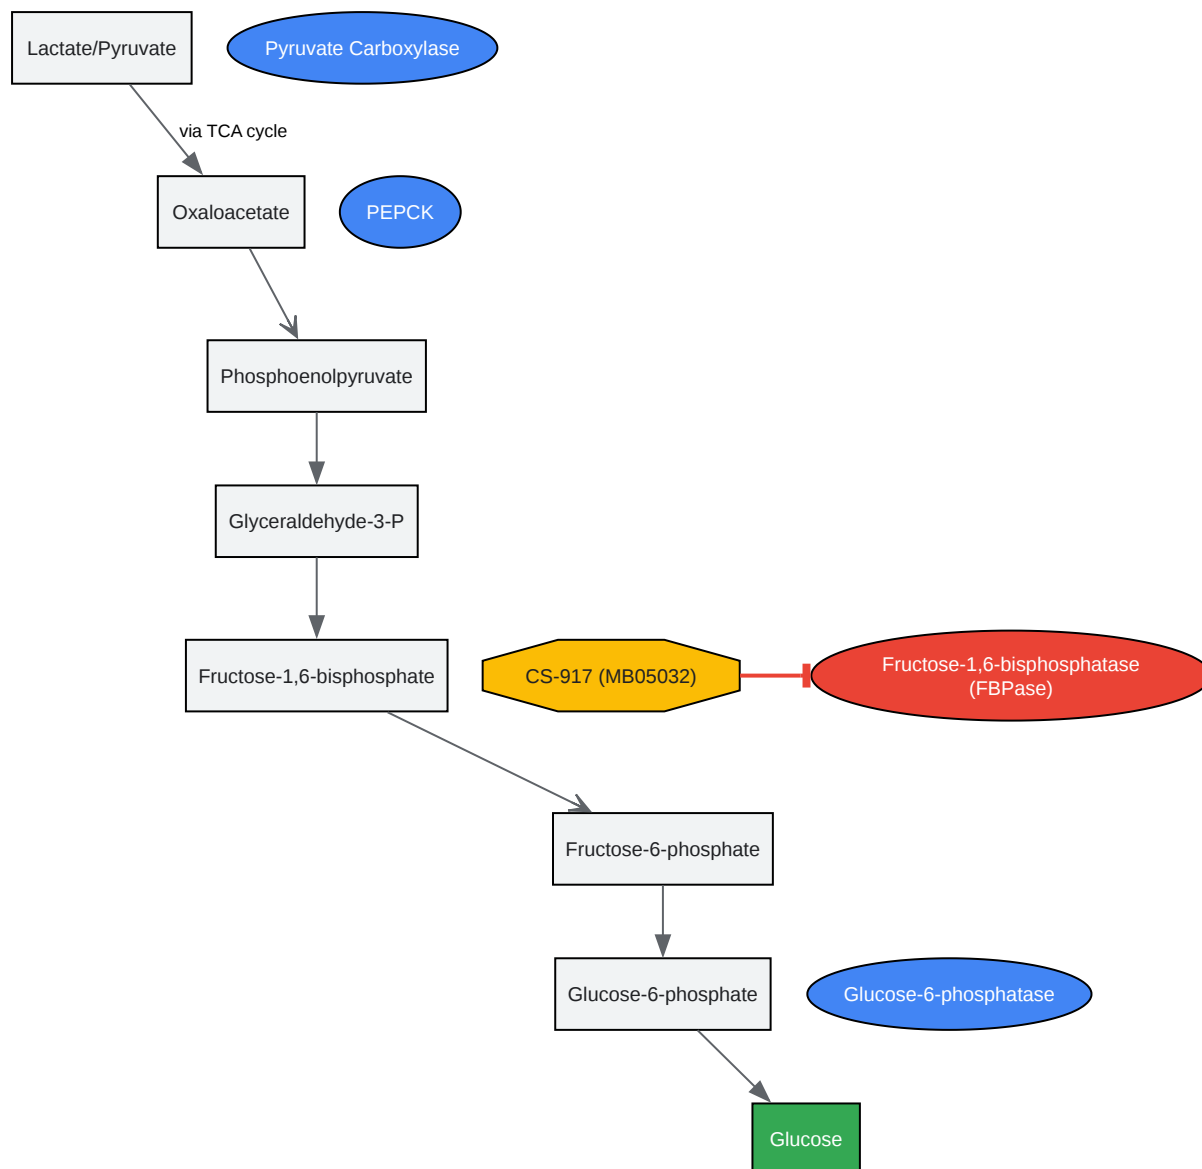 Lactate/Pyruvate
Pyruvate Carboxylase
via TCA cycle
Oxaloacetate
PEPCK
Phosphoenolpyruvate
Glyceraldehyde-3-P
Fructose-1,6-bisphosphate
CS-917 (MB05032)
Fructose-1,6-bisphosphatase
(FBPase)
Fructose-6-phosphate
Glucose-6-phosphate
Glucose-6-phosphatase
Glucose